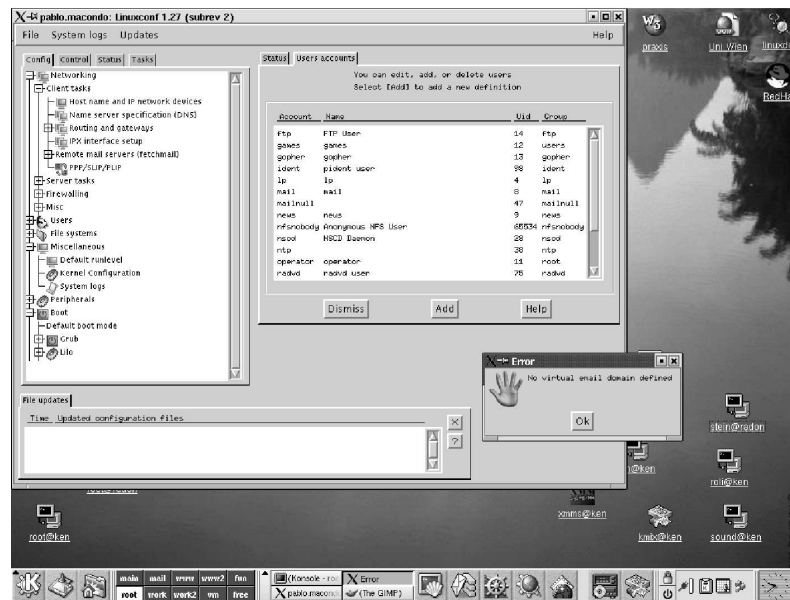 pablo.macondo: Linuxconf 1.27 (subrev 2)
File System logs Updates Help
Config Control Status Tasks
Networking
Client tasks
Host name and IP network devices
Name server specification (DNS)
Routing and gateways
IPX interface setup
Remote mail servers (fetchmail)
PPP/SLIP/PLIP
Server tasks
Firewalling
Misc
Users
File systems
Miscellaneous
Default runlevel
Kernel Configuration
System logs
Peripherals
Boot
Default boot mode
Grub
Lilo
Status Users accounts
You can edit, add, or delete users
Select [Add] to add a new definition
Account Name Uid Group
ftp FTP User 14 ftp
games games 12 users
gopher gopher 13 gopher
ident pident user 98 ident
lp lp 4 lp
mail mail 8 mail
mailnull 47 mailnull
news news 9 news
nfsnobody Anonymous NFS User 65534 nfsnobody
nscd NSCD Daemon 28 nscd
ntp 38 ntp
operator operator 11 root
radvd radvd user 75 radvd
Dismiss Add Help
Error
No virtual email domain defined
Ok
File updates
Time Updated configuration files
praxis
Uni Wien
linuxdo
RedHa
stein@redon
roli@ken
root@ken
xmms@ken
kmix@ken
sound@ken
main mail www www2 fun
root work work2 vm free
(Konsole - roo
Error
pablo.macondo
(The GIMP)